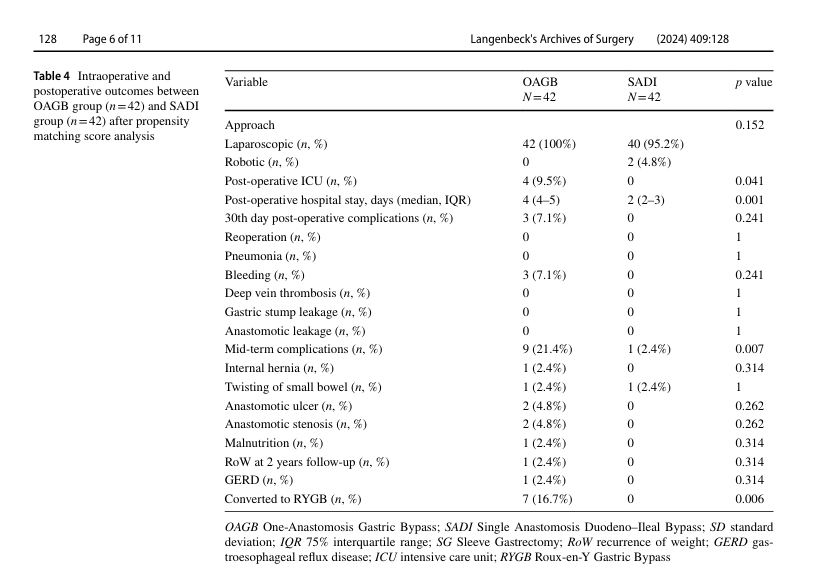 128 Page 6 of 11 Langenbeck's Archives of Surgery (2024) 409:128
Table 4 Intraoperative and
postoperative outcomes between
OAGB group (n=42) and SADI
group (n=42) after propensity
matching score analysis
Variable OAGB SADI p value
N=42 N=42
Approach 0.152
Laparoscopic (n, %) 42 (100%) 40 (95.2%)
Robotic (n, %) 0 2 (4.8%)
Post-operative ICU (n, %) 4 (9.5%) 0 0.041
Post-operative hospital stay, days (median, IQR) 4 (4–5) 2 (2–3) 0.001
30th day post-operative complications (n, %) 3 (7.1%) 0 0.241
Reoperation (n, %) 0 0 1
Pneumonia (n, %) 0 0 1
Bleeding (n, %) 3 (7.1%) 0 0.241
Deep vein thrombosis (n, %) 0 0 1
Gastric stump leakage (n, %) 0 0 1
Anastomotic leakage (n, %) 0 0 1
Mid-term complications (n, %) 9 (21.4%) 1 (2.4%) 0.007
Internal hernia (n, %) 1 (2.4%) 0 0.314
Twisting of small bowel (n, %) 1 (2.4%) 1 (2.4%) 1
Anastomotic ulcer (n, %) 2 (4.8%) 0 0.262
Anastomotic stenosis (n, %) 2 (4.8%) 0 0.262
Malnutrition (n, %) 1 (2.4%) 0 0.314
RoW at 2 years follow-up (n, %) 1 (2.4%) 0 0.314
GERD (n, %) 1 (2.4%) 0 0.314
Converted to RYGB (n, %) 7 (16.7%) 0 0.006
OAGB One-Anastomosis Gastric Bypass; SADI Single Anastomosis Duodeno–Ileal Bypass; SD standard
deviation; IQR 75% interquartile range; SG Sleeve Gastrectomy; RoW recurrence of weight; GERD gas-
troesophageal reflux disease; ICU intensive care unit; RYGB Roux-en-Y Gastric Bypass